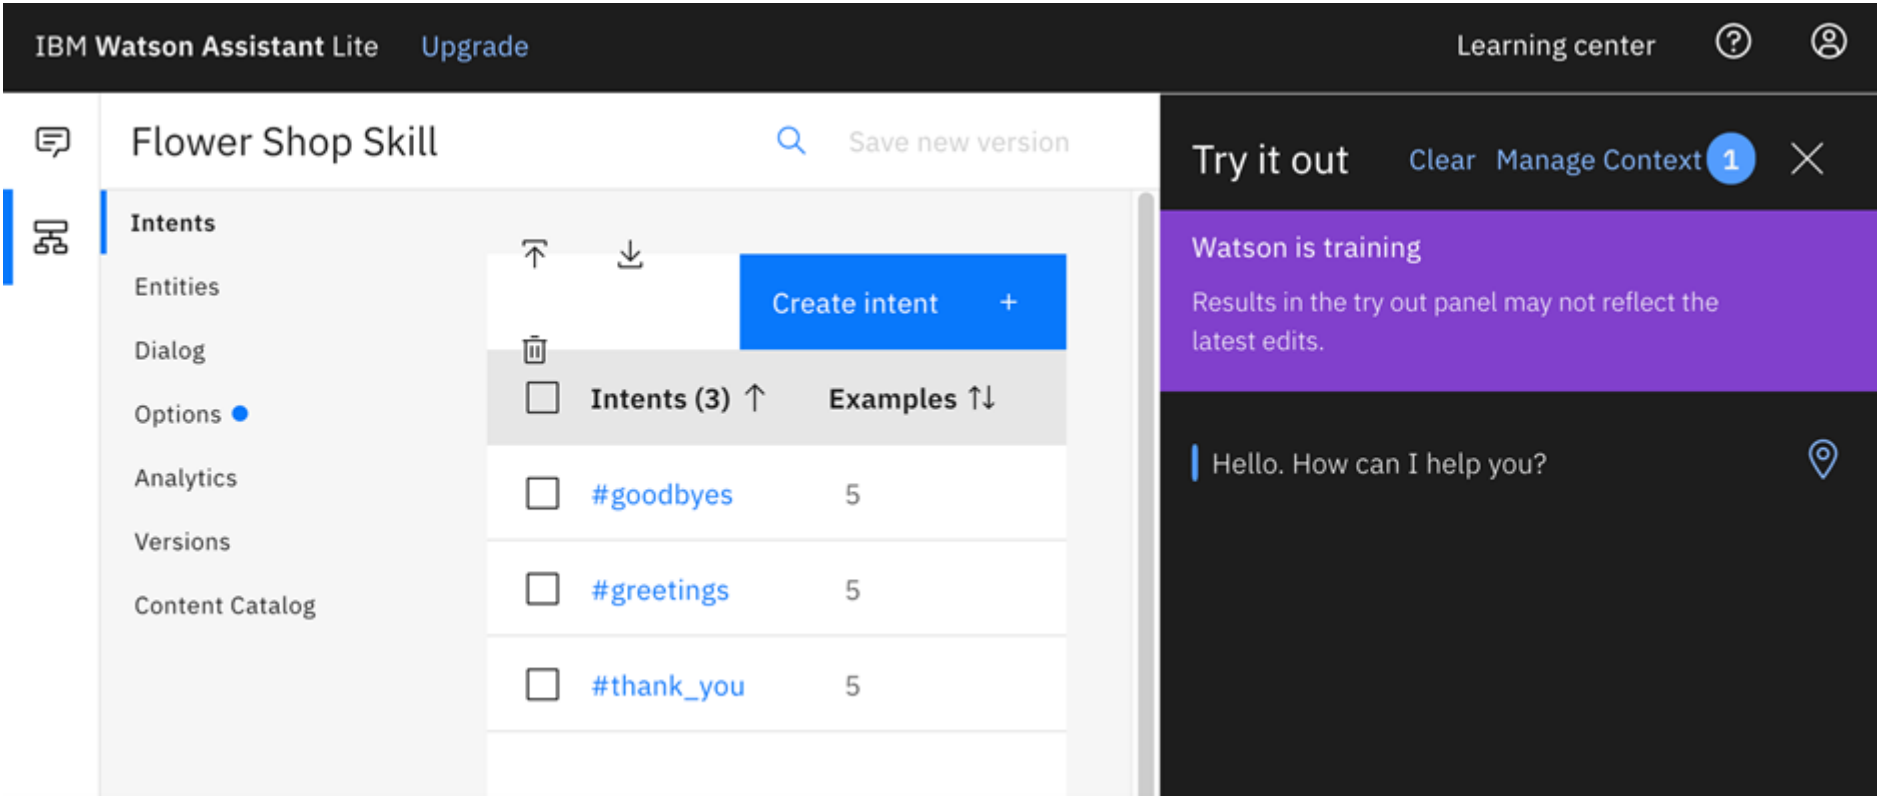 IBM Watson Assistant Lite Upgrade Learning center
Flower Shop Skill Save new version
Intents
Entities
Dialog
Options
Analytics
Versions
Content Catalog
Create intent +
Intents (3) ↑ Examples ↑↓
#goodbyes 5
#greetings 5
#thank_you 5
Try it out Clear Manage Context 1
Watson is training
Results in the try out panel may not reflect the
latest edits.
Hello. How can I help you?